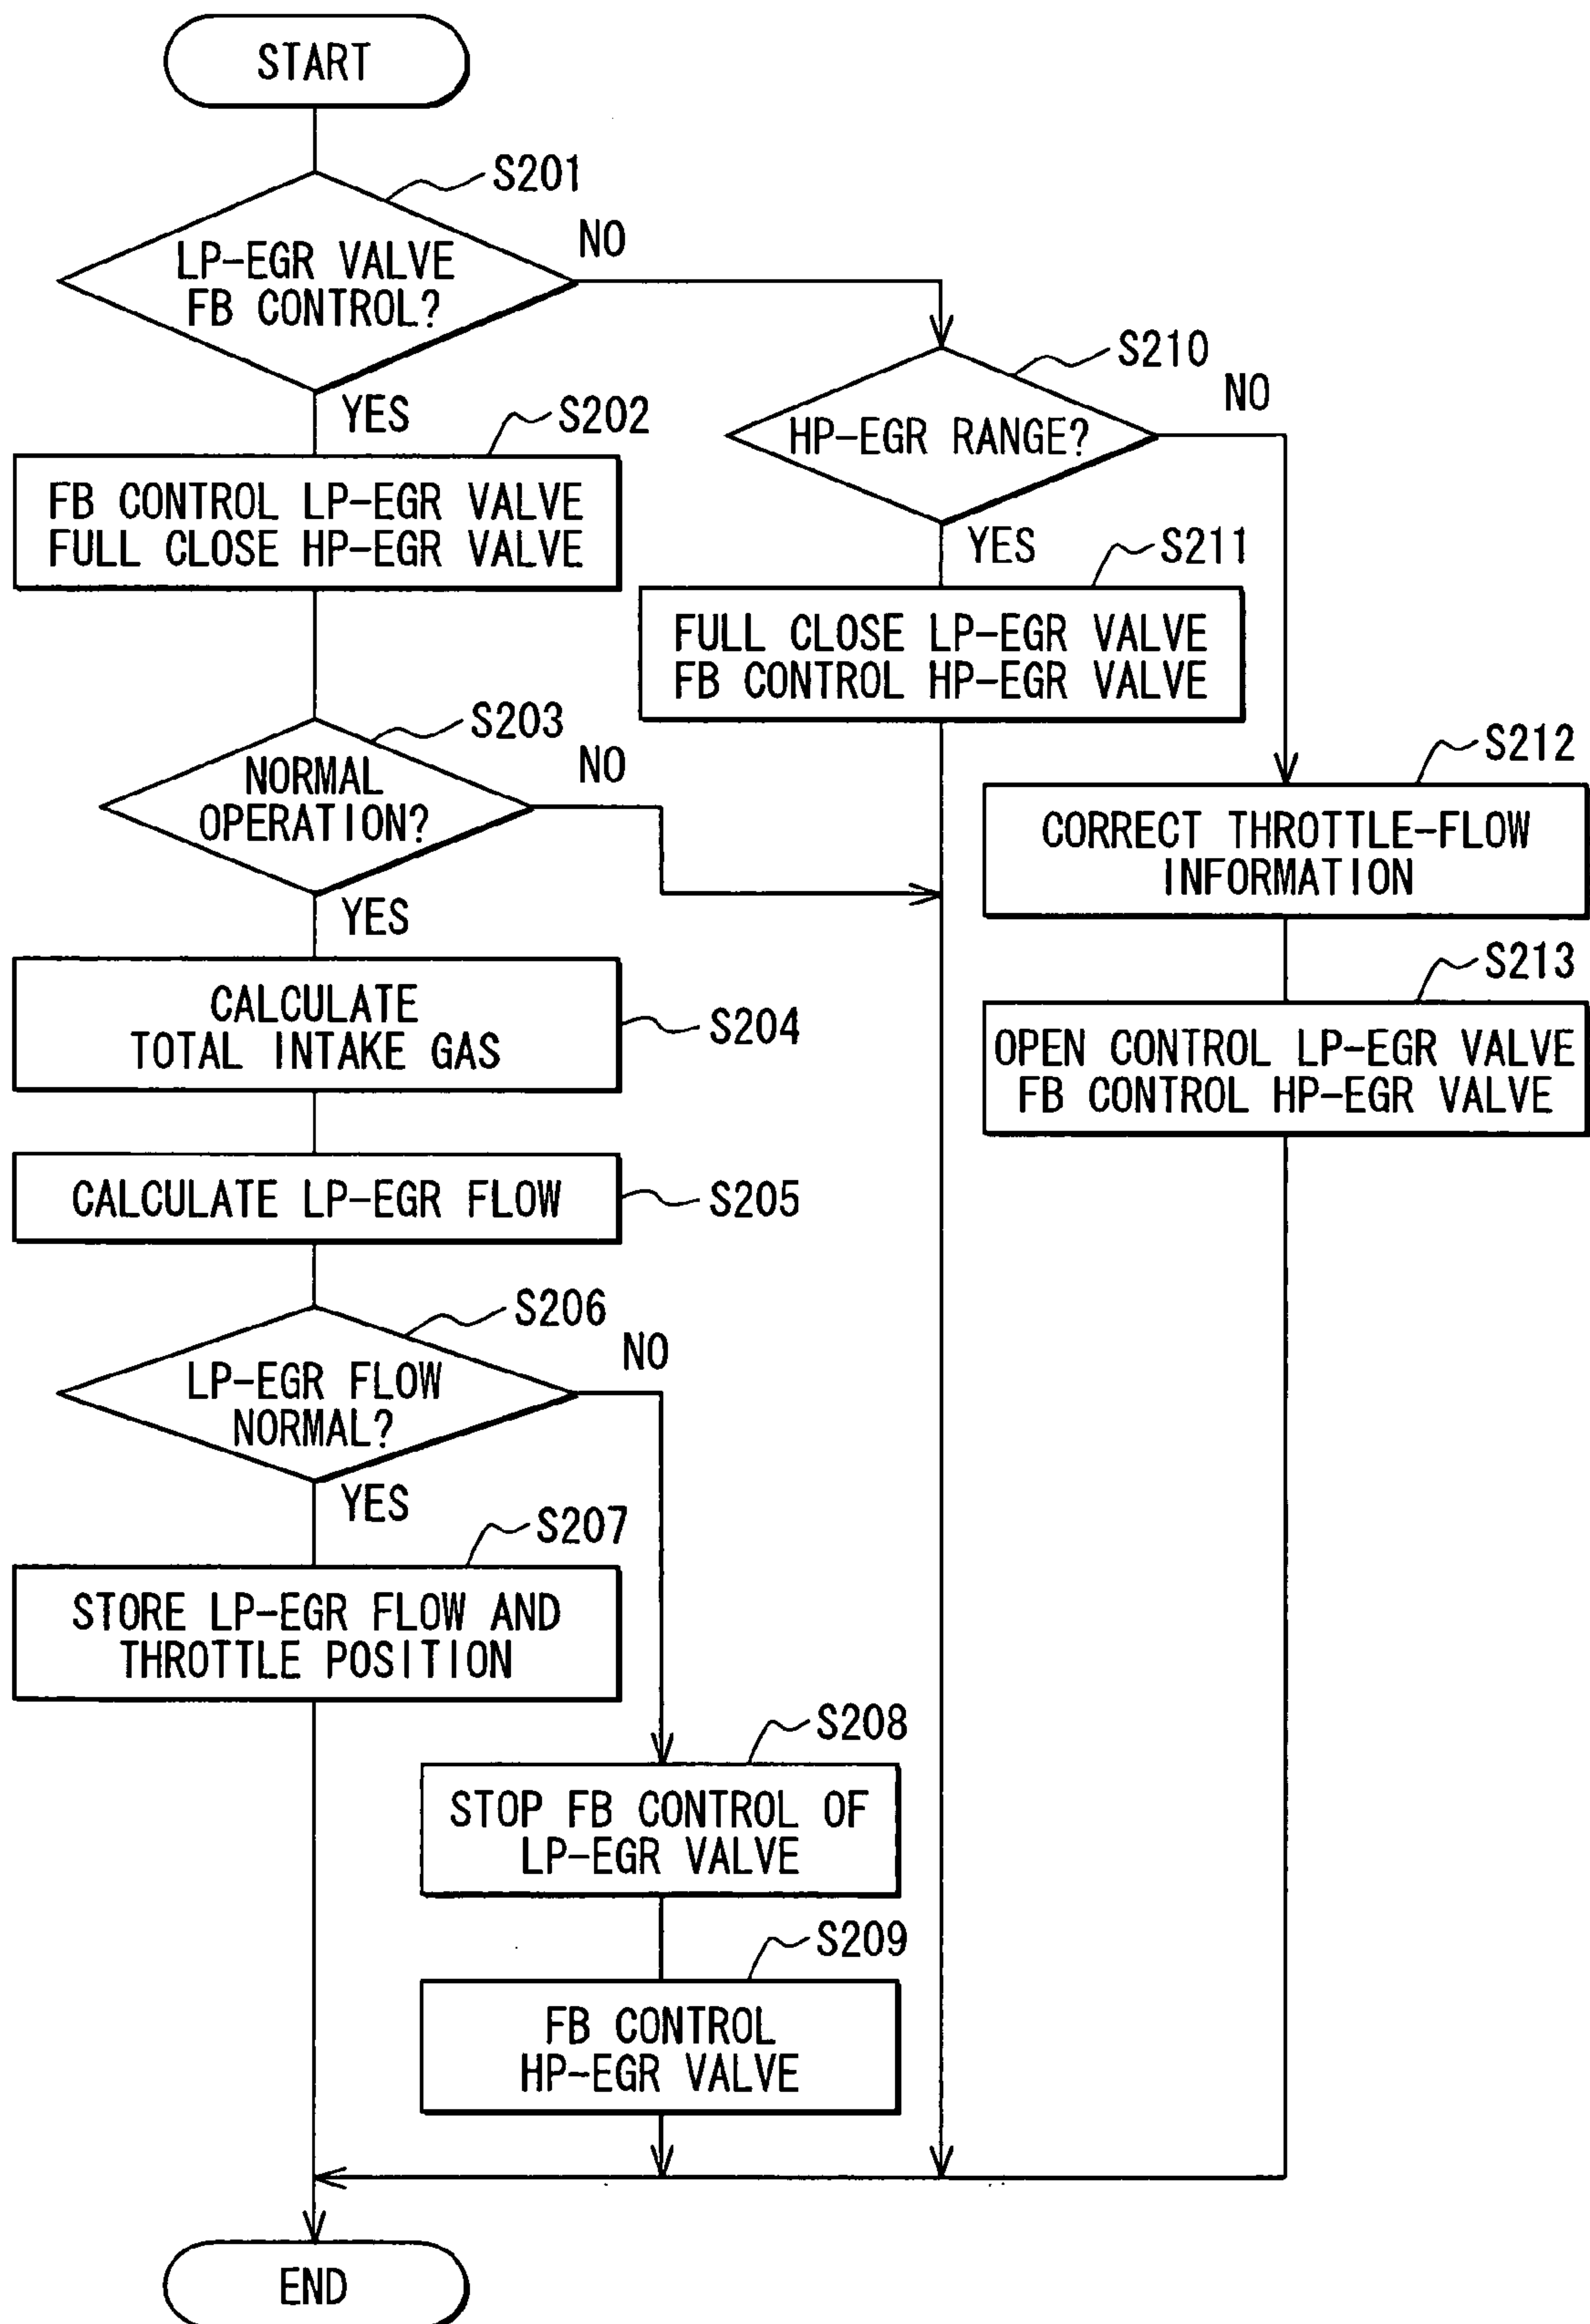 START
S201
LP-EGR VALVE
FB CONTROL?
NO
YES
S202
FB CONTROL LP-EGR VALVE
FULL CLOSE HP-EGR VALVE
S210
HP-EGR RANGE?
NO
YES
S211
FULL CLOSE LP-EGR VALVE
FB CONTROL HP-EGR VALVE
S203
NORMAL
OPERATION?
NO
YES
S212
CORRECT THROTTLE-FLOW
INFORMATION
S213
OPEN CONTROL LP-EGR VALVE
FB CONTROL HP-EGR VALVE
CALCULATE
TOTAL INTAKE GAS
S204
CALCULATE LP-EGR FLOW
S205
S206
LP-EGR FLOW
NORMAL?
NO
YES
S207
STORE LP-EGR FLOW AND
THROTTLE POSITION
S208
STOP FB CONTROL OF
LP-EGR VALVE
S209
FB CONTROL
HP-EGR VALVE
END